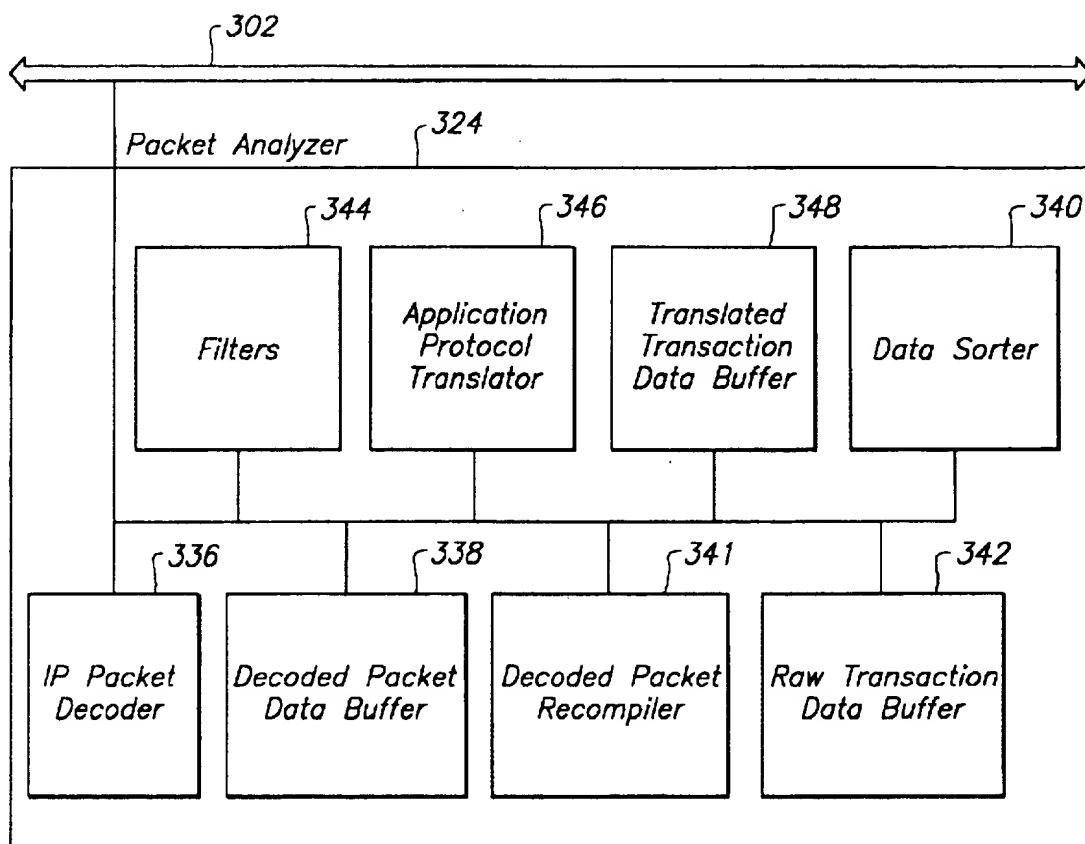 302
Packet Analyzer
324
344
346
348
340
Filters
Application
Protocol
Translator
Translated
Transaction
Data Buffer
Data Sorter
336
338
341
342
IP Packet
Decoder
Decoded Packet
Data Buffer
Decoded Packet
Recompiler
Raw Transaction
Data Buffer